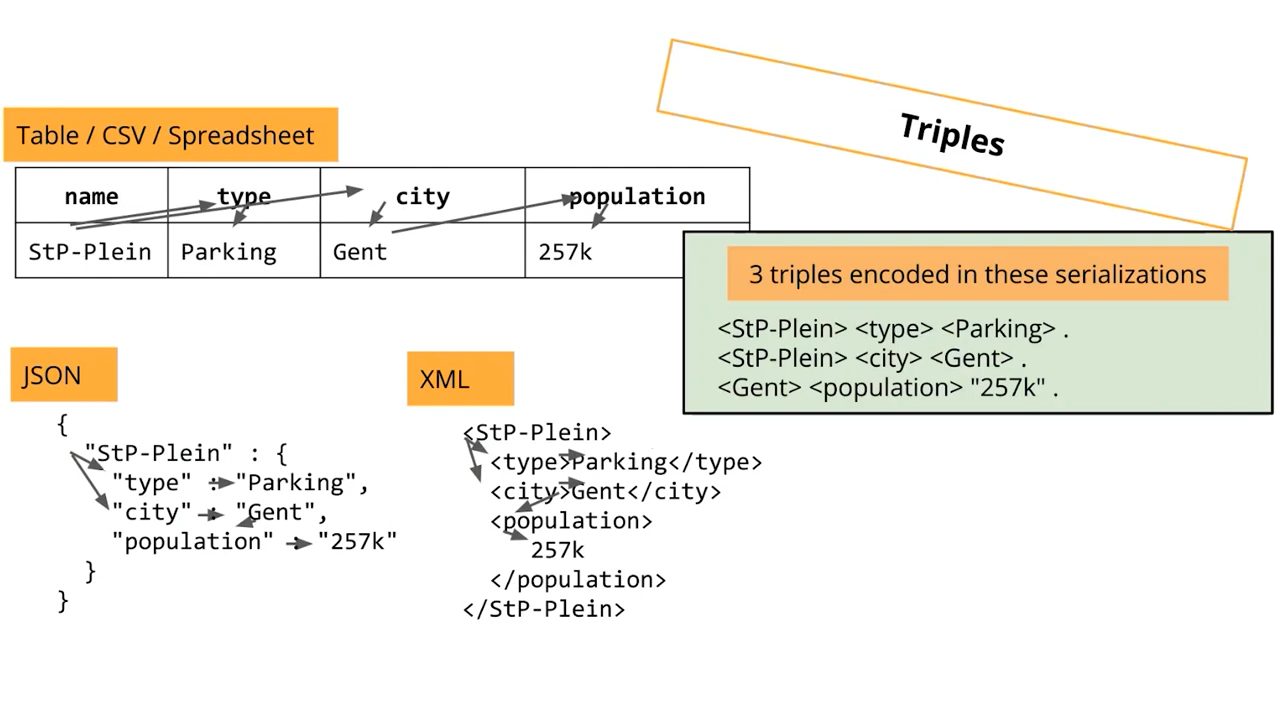 Triples
Table / CSV / Spreadsheet
name type city population
StP-Plein Parking Gent 257k
3 triples encoded in these serializations
<StP-Plein> <type> <Parking> .
<StP-Plein> <city> <Gent> .
<Gent> <population> "257k" .
JSON
{
"StP-Plein" : {
"type" : "Parking",
"city" : "Gent",
"population" : "257k"
}
}
XML
<StP-Plein>
<type>Parking</type>
<city>Gent</city>
<population>
257k
</population>
</StP-Plein>